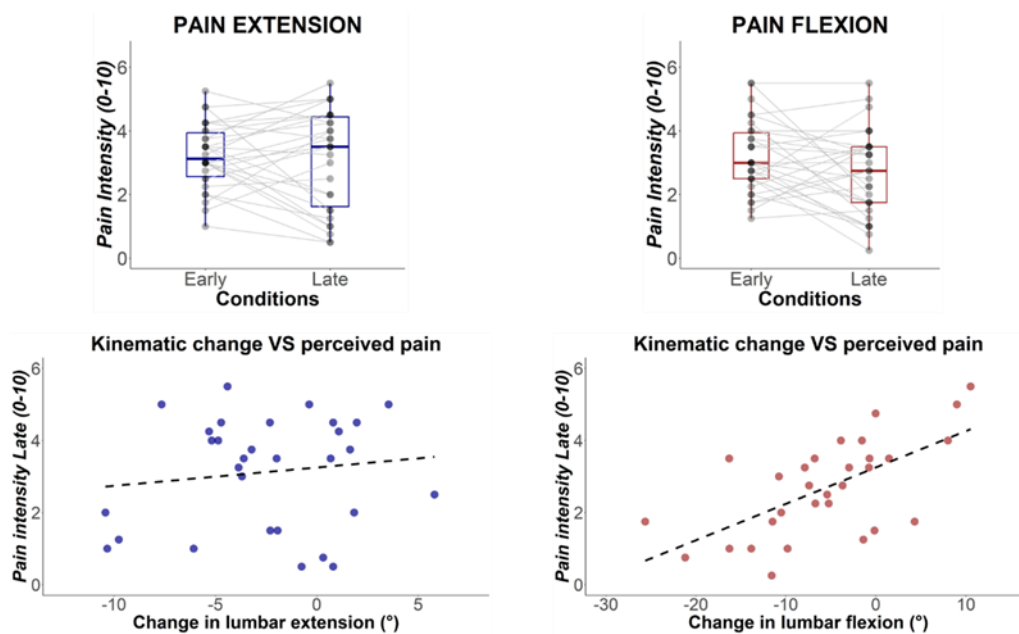 PAIN EXTENSION
Pain Intensity (0-10)
6
4
2
0
Early
Late
Conditions
PAIN FLEXION
Pain Intensity (0-10)
6
4
2
0
Early
Late
Conditions
Kinematic change VS perceived pain
Pain intensity Late (0-10)
6
4
2
0
-10
-5
0
5
Change in lumbar extension (°)
Kinematic change VS perceived pain
Pain intensity Late (0-10)
6
4
2
0
-30
-20
-10
0
10
Change in lumbar flexion (°)